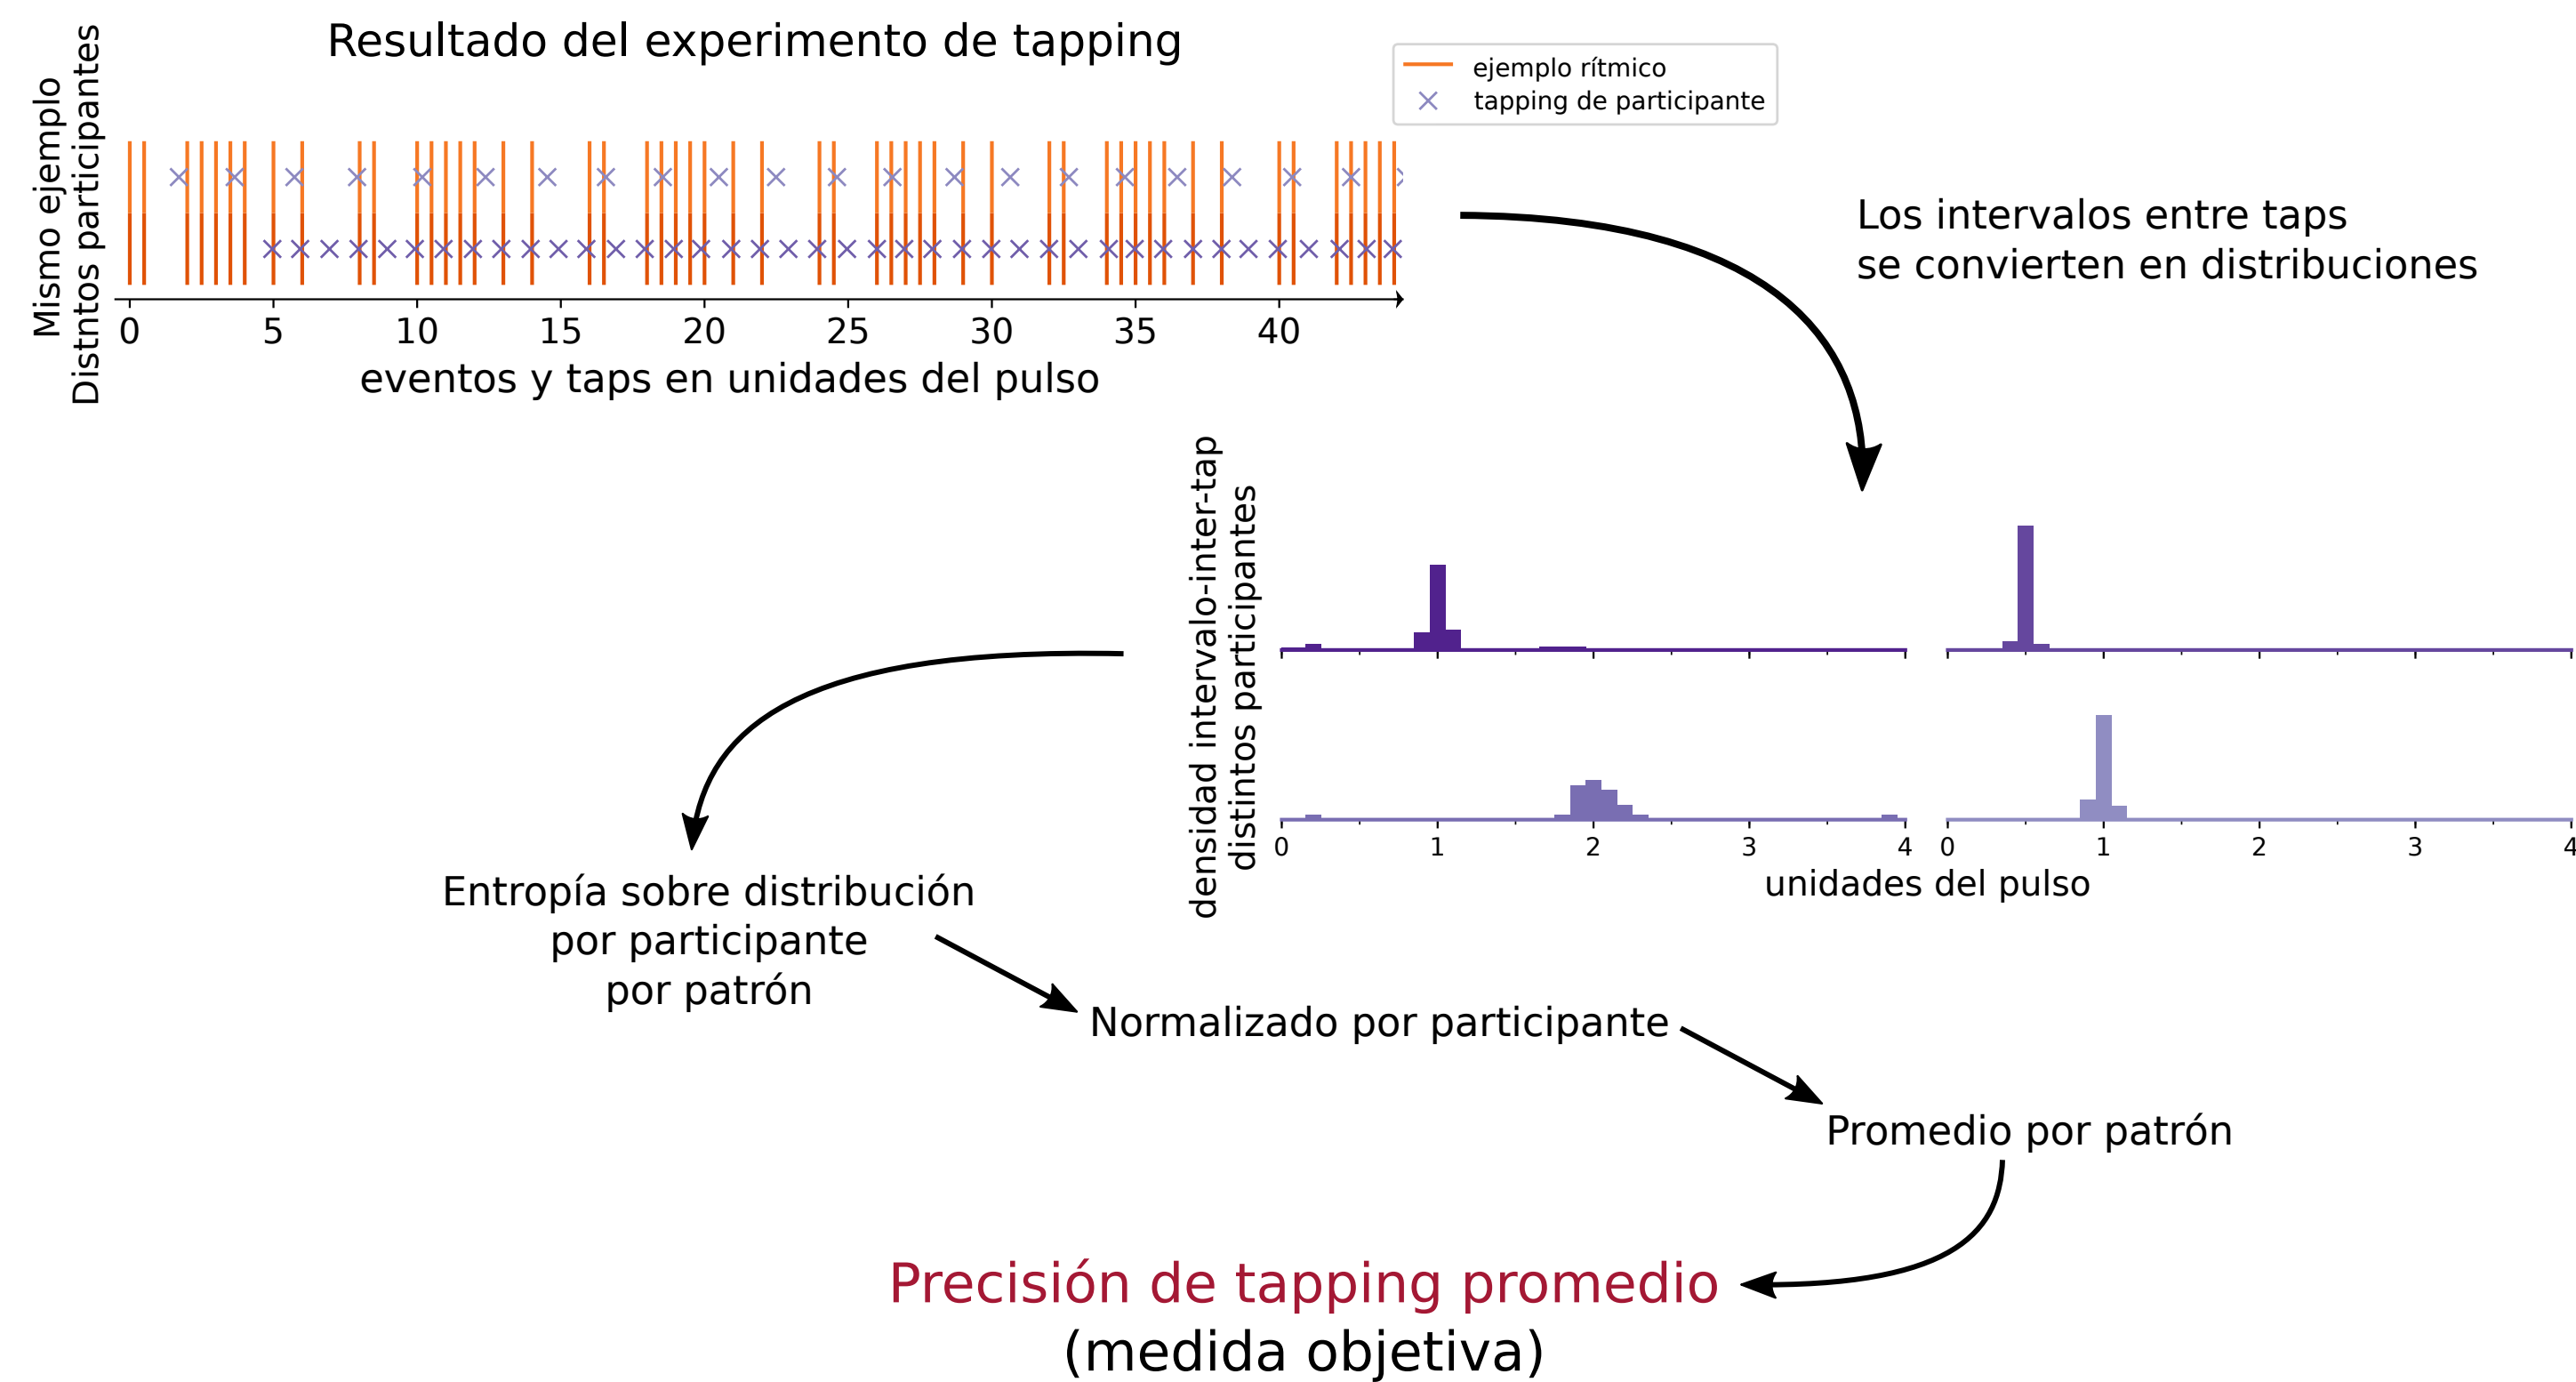 Resultado del experimento de tapping
ejemplo rítmico
tapping de participante
Mismo ejemplo
Distntos participantes
0 5 10 15 20 25 30 35 40
eventos y taps en unidades del pulso
Los intervalos entre taps
se convierten en distribuciones
densidad intervalo-inter-tap
distintos participantes
0 1 2 3 4 0 1 2 3 4
unidades del pulso
Entropía sobre distribución
por participante
por patrón
Normalizado por participante
Promedio por patrón
Precisión de tapping promedio
(medida objetiva)